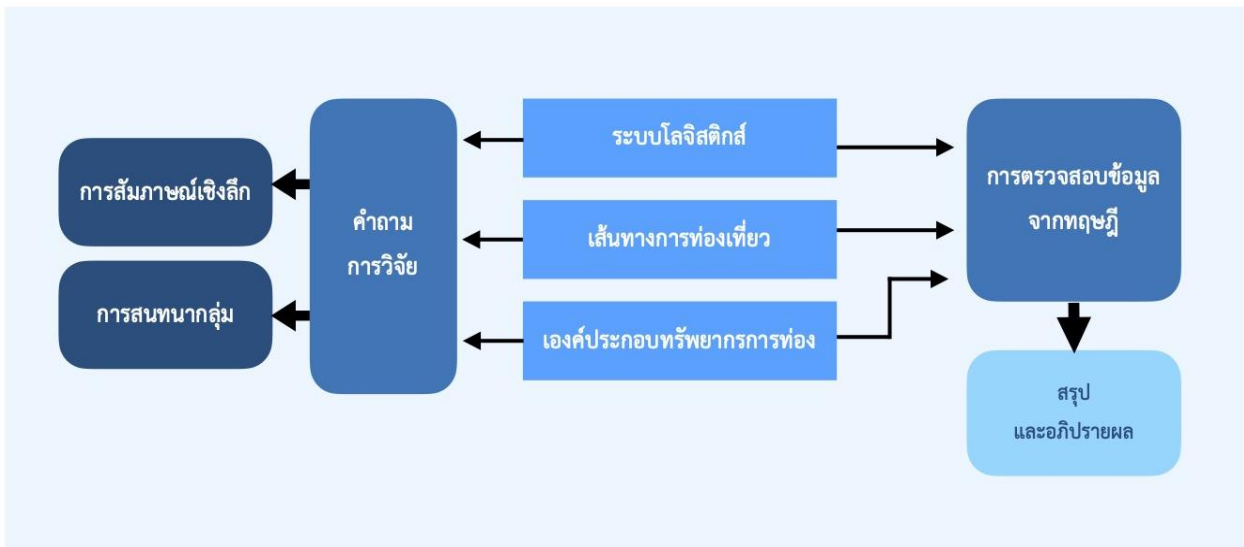 การสัมภาษณ์เชิงลึก
การสนทนากลุ่ม
คำถาม
การวิจัย
ระบบโลจิสติกส์
เส้นทางการท่องเที่ยว
เองค์ประกอบทรัพยากรการท่อง
การตรวจสอบข้อมูล
จากทฤษฎี
สรุป
และอภิปรายผล